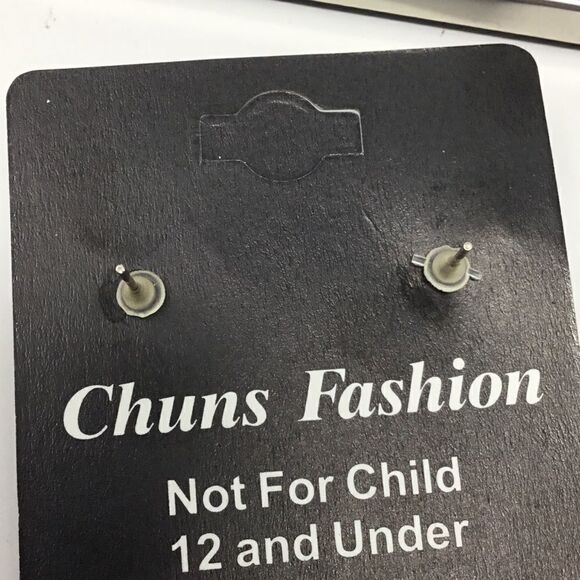 Chuns Fashion
Not For Child
12 and Under